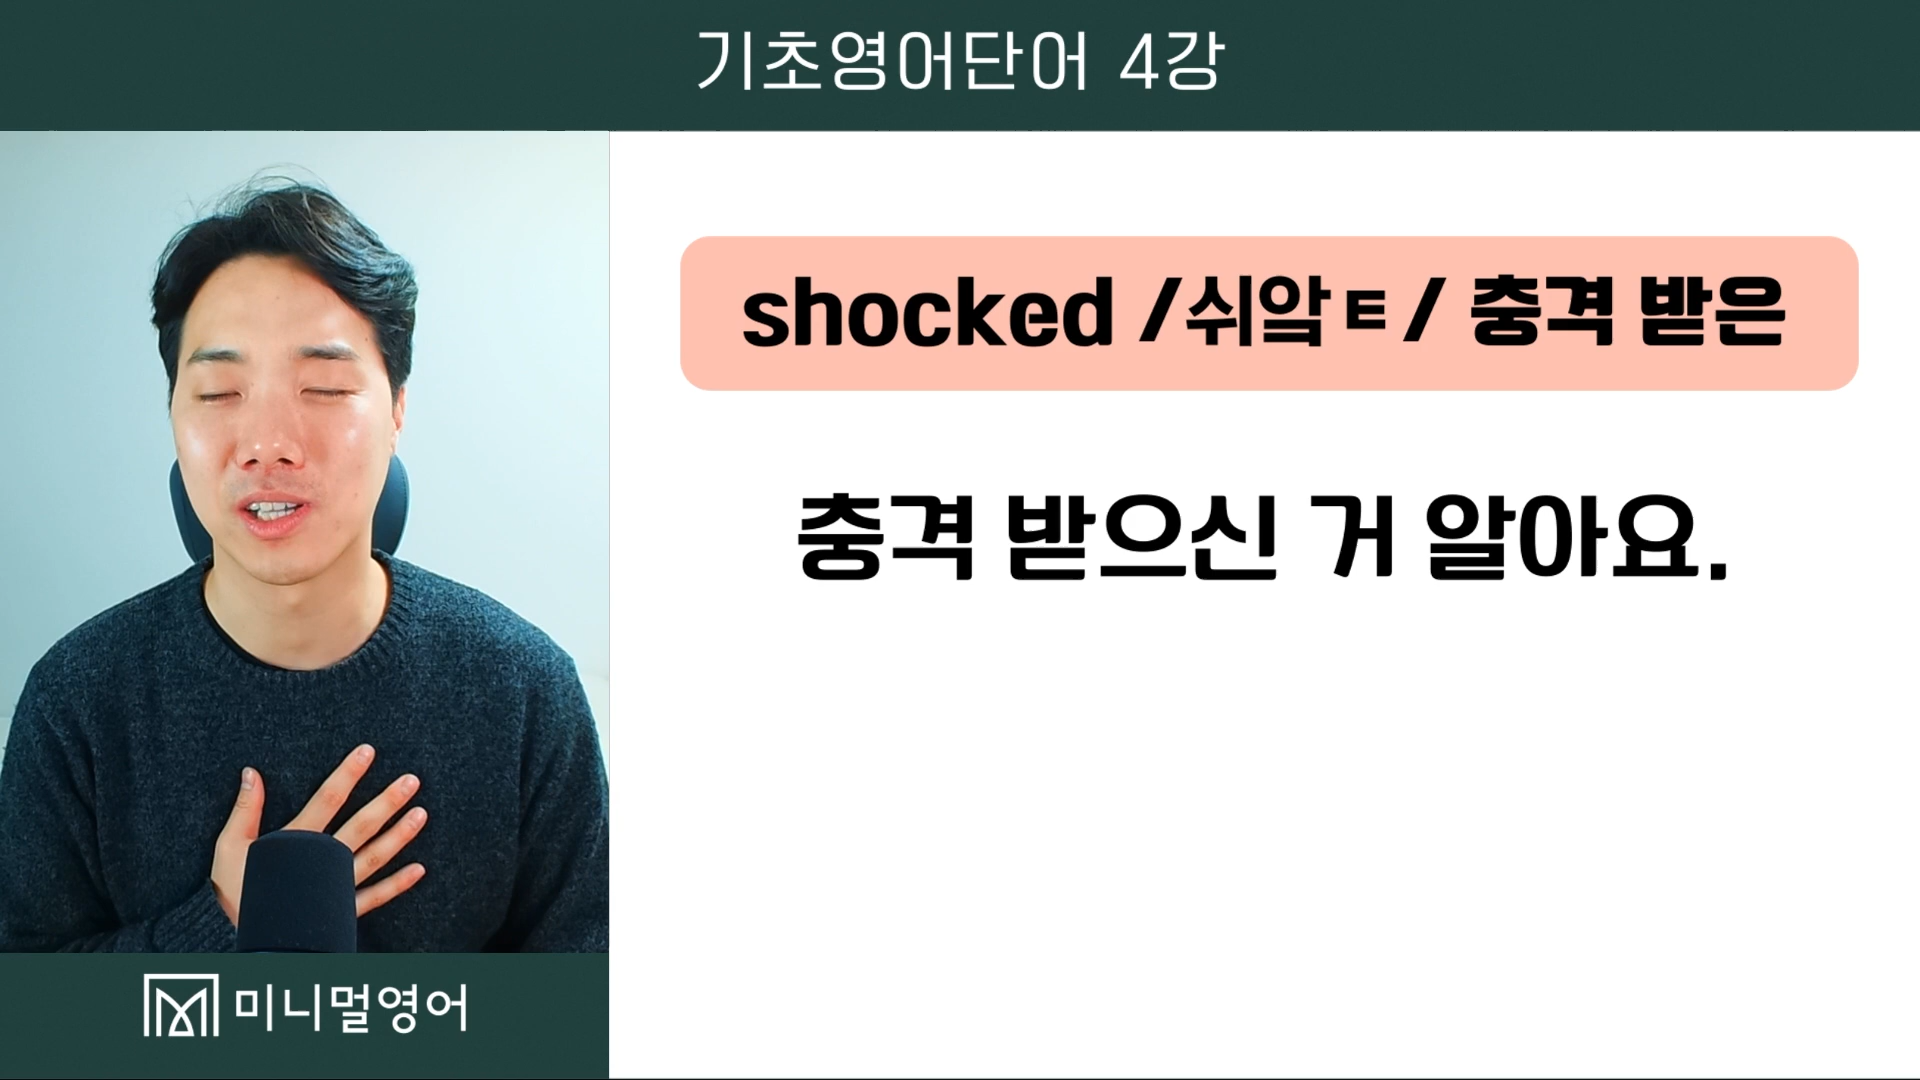 기초영어단어 4강
shocked /쉬앜ㅌ/ 충격 받은
충격 받으신 거 알아요.
미니멀영어